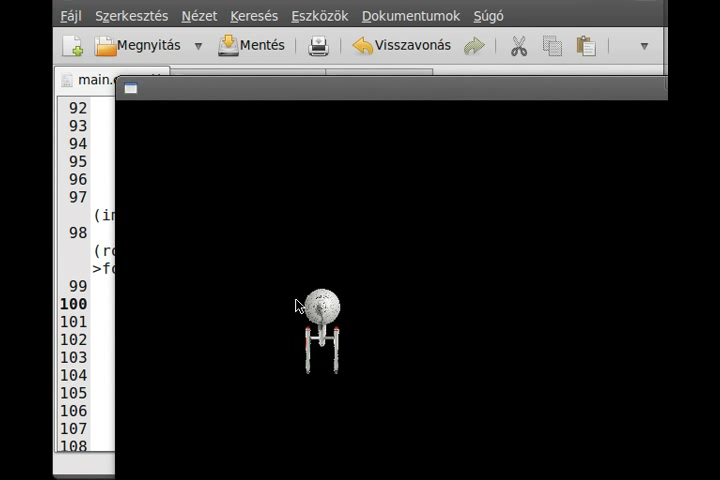 Fájl Szerkesztés Nézet Keresés Eszközök Dokumentumok Súgó
Megnyitás Mentés Visszavonás
main.
92
93
94
95
96
97
(in
98
(ro
>fo
99
100
101
102
103
104
105
106
107
108